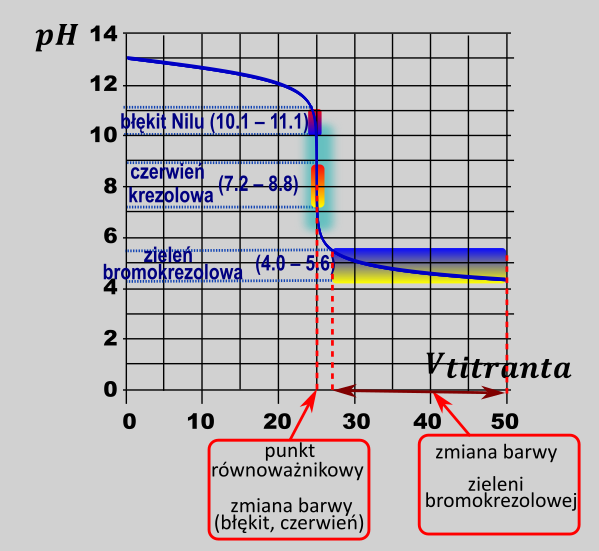 pH
14
12
10
8
6
4
2
0
błękit Nilu (10.1 – 11.1)
czerwień
krezolowa
(7.2 – 8.8)
zieleń
bromokrezolowa
(4.0 – 5.6)
Vtitranta
0 10 20 30 40 50
punkt
równoważnikowy
zmiana barwy
(błękit, czerwień)
zmiana barwy
zieleni
bromokrezolowej